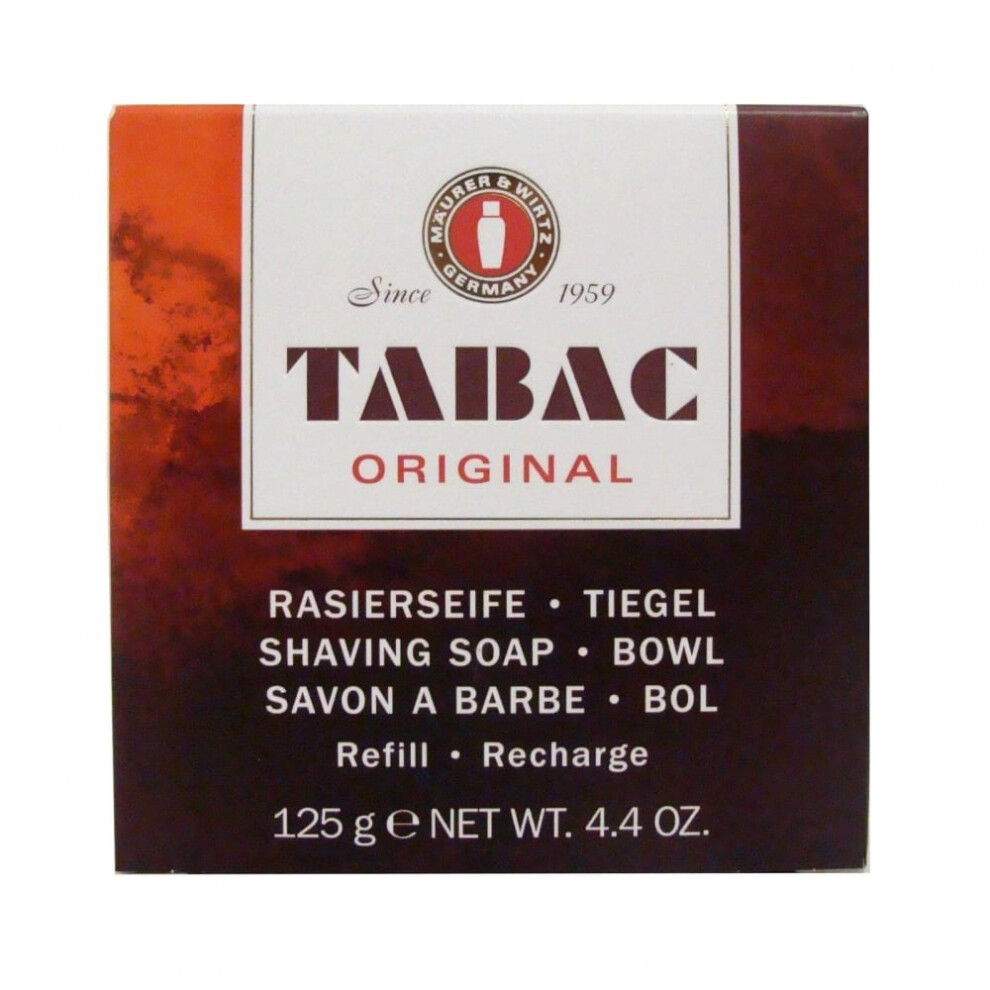 MÄURER & WIRTZ
· GERMANY ·
Since 1959
TABAC
ORIGINAL
RASIERSEIFE • TIEGEL
SHAVING SOAP • BOWL
SAVON A BARBE • BOL
Refill • Recharge
125 g ℮ NET WT. 4.4 OZ.